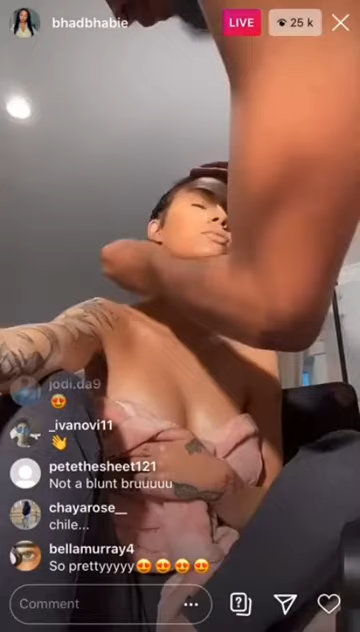 bhadbhabie
LIVE
25 k
jodi.da9
😍
_ivanovi11
👋
petethesheet121
Not a blunt bruuuuu
chayarose__
chile...
bellamurray4
So prettyyyyy😍😍😍😍
Comment